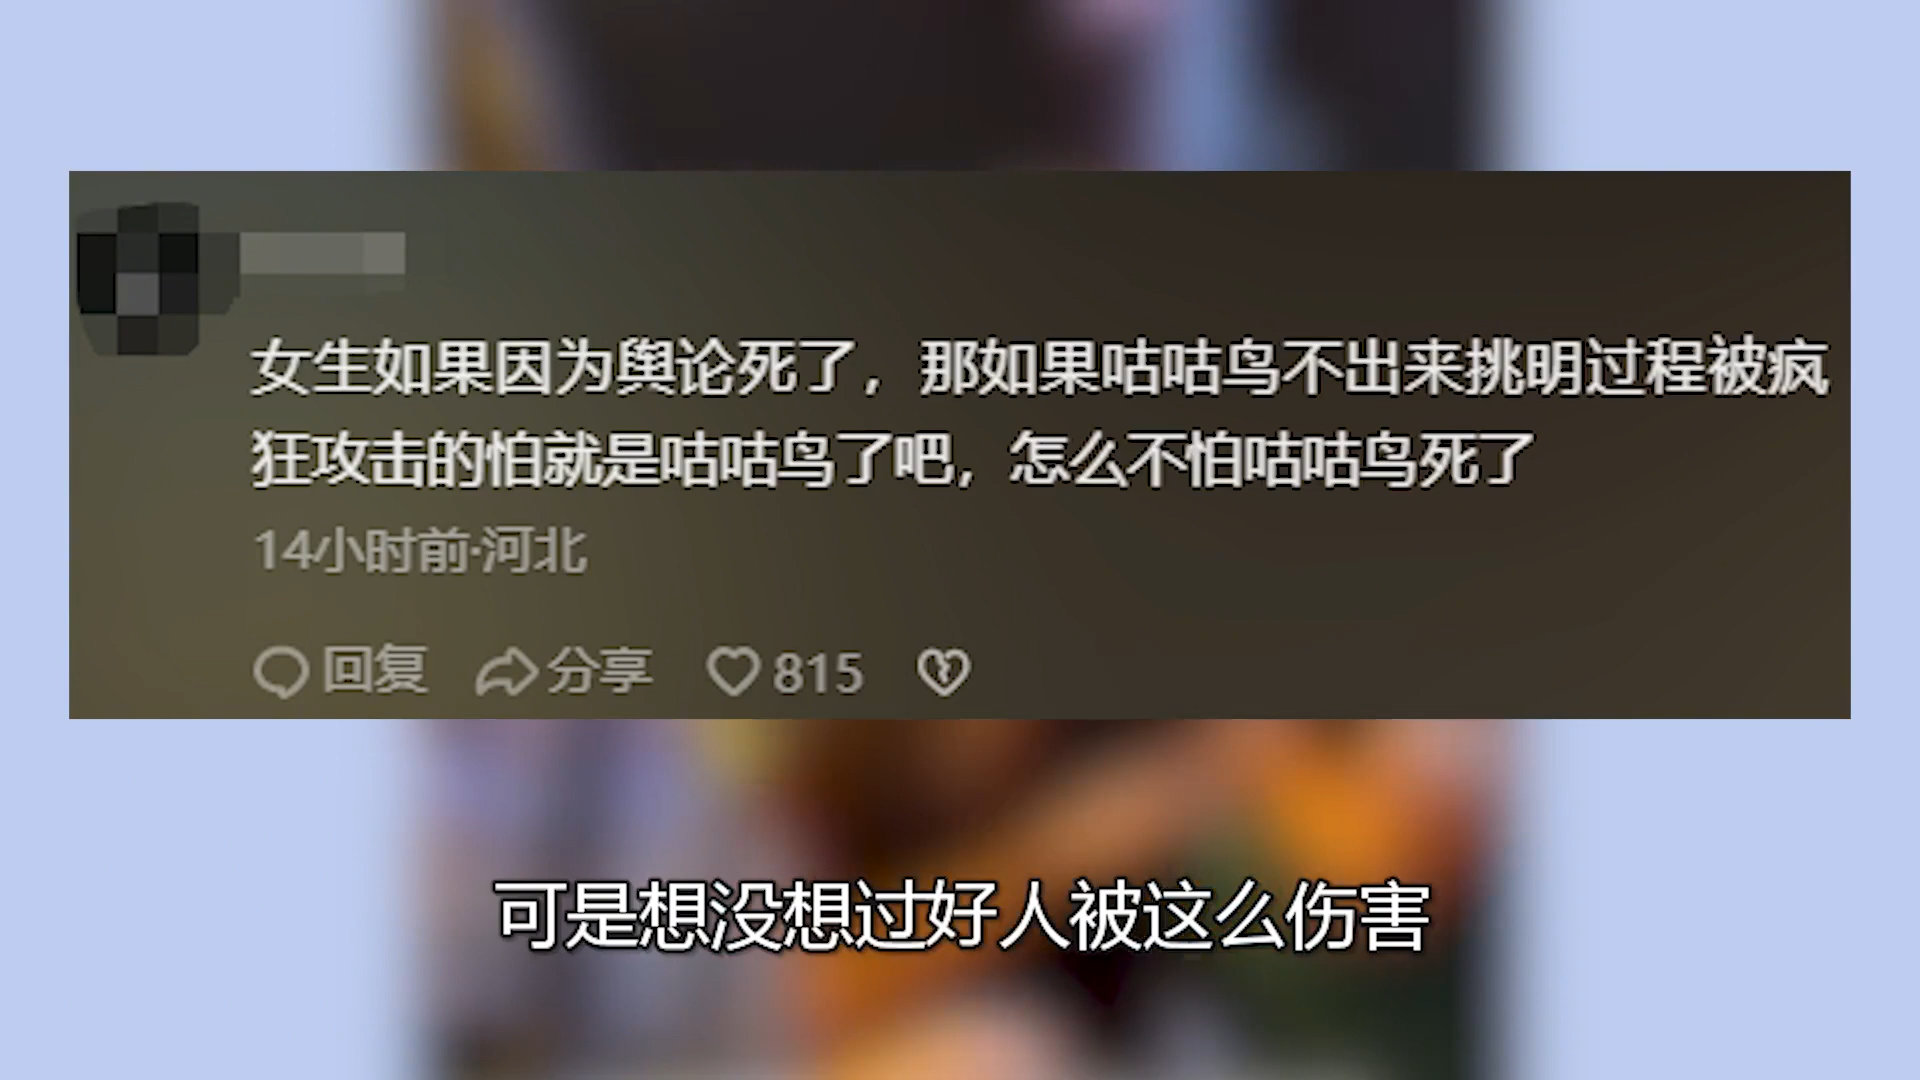 女生如果因为舆论死了，那如果咕咕鸟不出来挑明过程被疯
狂攻击的怕就是咕咕鸟了吧，怎么不怕咕咕鸟死了
14小时前·河北
回复 分享 815
可是想没想过好人被这么伤害